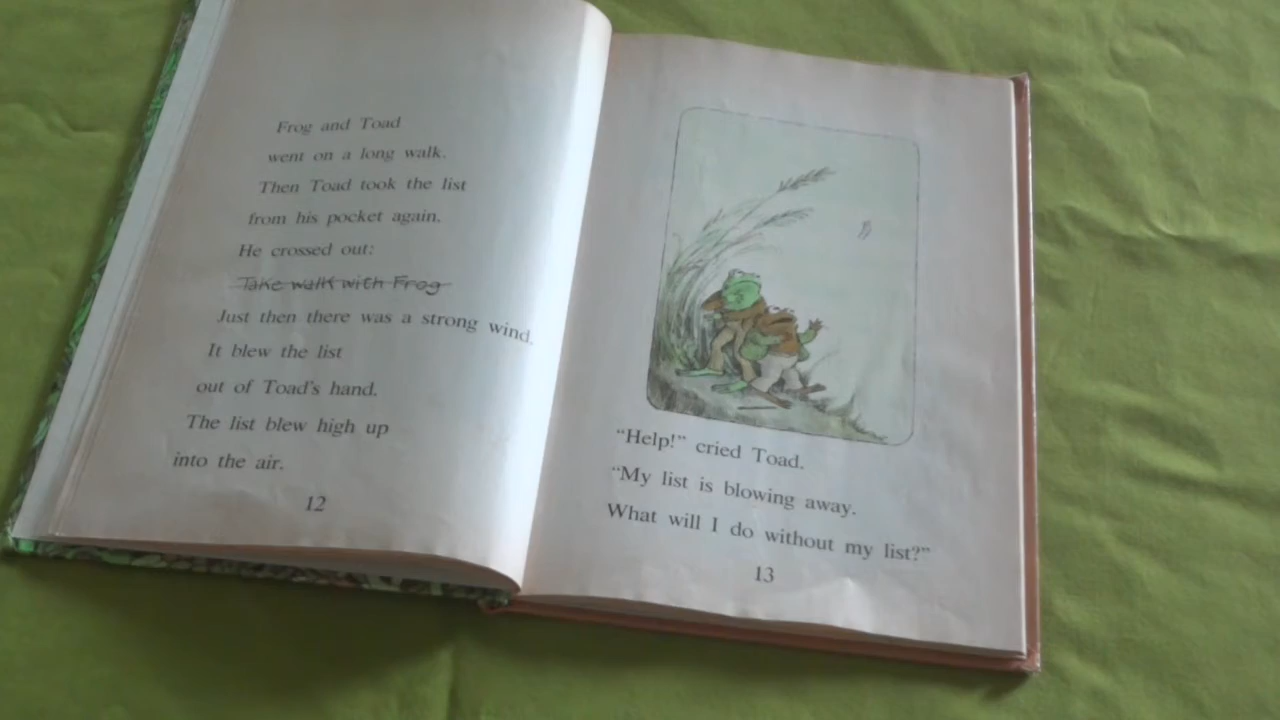 Frog and Toad
went on a long walk.
Then Toad took the list
from his pocket again.
He crossed out:
Take walk with Frog
Just then there was a strong wind.
It blew the list
out of Toad's hand.
The list blew high up
into the air.
12
“Help!” cried Toad.
“My list is blowing away.
What will I do without my list?”
13